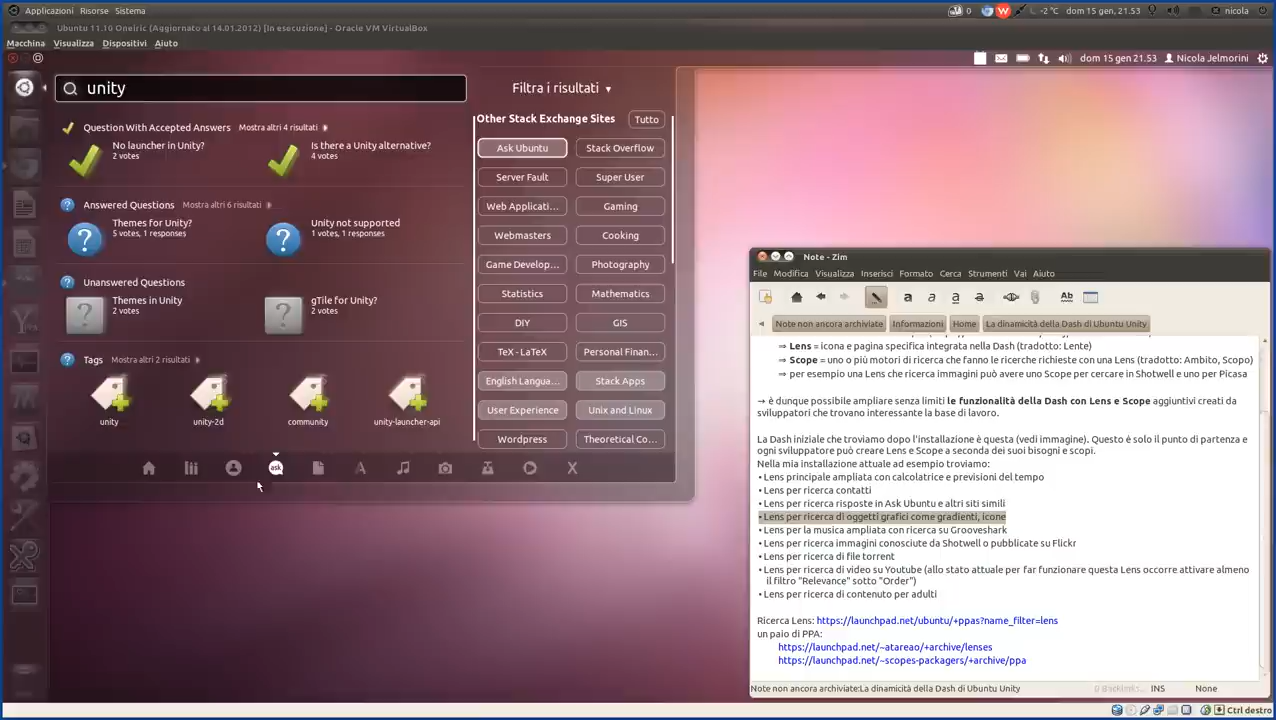 Applicazioni Risorse Sistema
0 -2 °C dom 15 gen, 21.53 nicola
Ubuntu 11.10 Oneiric (Aggiornato al 14.01.2012) [In esecuzione] - Oracle VM VirtualBox
Macchina Visualizza Dispositivi Aiuto
dom 15 gen 21.53 Nicola Jelmorini
unity
Filtra i risultati ▼
Question With Accepted Answers Mostra altri 4 risultati
No launcher in Unity?
2 votes
Is there a Unity alternative?
4 votes
Answered Questions Mostra altri 6 risultati
Themes for Unity?
5 votes, 1 responses
Unity not supported
1 votes, 1 responses
Unanswered Questions
Themes in Unity
2 votes
gTile for Unity?
2 votes
Tags Mostra altri 2 risultati
unity unity-2d community unity-launcher-api
ask
Other Stack Exchange Sites Tutto
Ask Ubuntu Stack Overflow
Server Fault Super User
Web Applicati... Gaming
Webmasters Cooking
Game Develop... Photography
Statistics Mathematics
DIY GIS
TeX - LaTeX Personal Finan...
English Langua... Stack Apps
User Experience Unix and Linux
Wordpress Theoretical Co...
Note - Zim
File Modifica Visualizza Inserisci Formato Cerca Strumenti Vai Aiuto
Note non ancora archiviate Informazioni Home La dinamicità della Dash di Ubuntu Unity
⇒ Lens = icona e pagina specifica integrata nella Dash (tradotto: Lente)
⇒ Scope = uno o più motori di ricerca che fanno le ricerche richieste con una Lens (tradotto: Ambito, Scopo)
⇒ per esempio una Lens che ricerca immagini può avere uno Scope per cercare in Shotwell e uno per Picasa
→ è dunque possibile ampliare senza limiti le funzionalità della Dash con Lens e Scope aggiuntivi creati da
sviluppatori che trovano interessante la base di lavoro.
La Dash iniziale che troviamo dopo l'installazione è questa (vedi immagine). Questo è solo il punto di partenza e
ogni sviluppatore può creare Lens e Scope a seconda dei suoi bisogni e scopi.
Nella mia installazione attuale ad esempio troviamo:
• Lens principale ampliata con calcolatrice e previsioni del tempo
• Lens per ricerca contatti
• Lens per ricerca risposte in Ask Ubuntu e altri siti simili
• Lens per ricerca di oggetti grafici come gradienti, icone
• Lens per la musica ampliata con ricerca su Grooveshark
• Lens per ricerca immagini conosciute da Shotwell o pubblicate su Flickr
• Lens per ricerca di file torrent
• Lens per ricerca di video su Youtube (allo stato attuale per far funzionare questa Lens occorre attivare almeno
il filtro "Relevance" sotto "Order")
• Lens per ricerca di contenuto per adulti
Ricerca Lens: https://launchpad.net/ubuntu/+ppas?name_filter=lens
un paio di PPA:
https://launchpad.net/~atareao/+archive/lenses
https://launchpad.net/~scopes-packagers/+archive/ppa
Note non ancora archiviate:La dinamicità della Dash di Ubuntu Unity 0 Backlinks... INS None
Ctrl destro